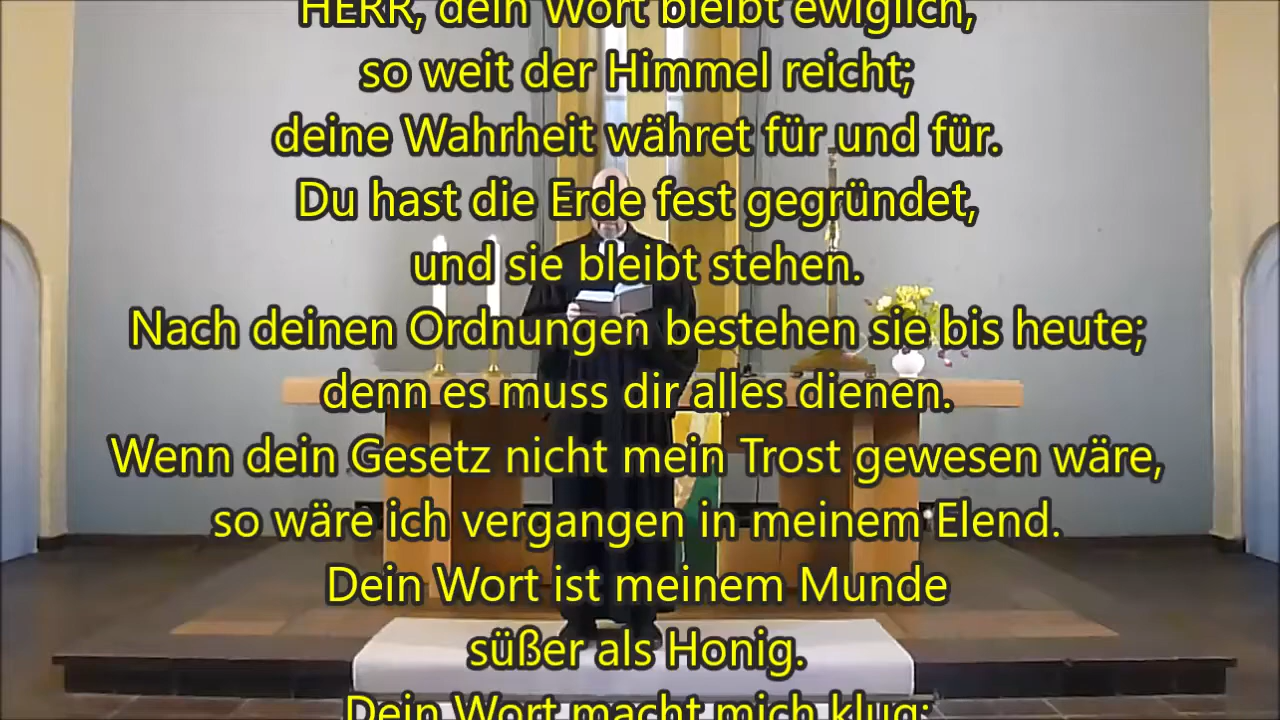 HERR, dein Wort bleibt ewiglich,
so weit der Himmel reicht;
deine Wahrheit währet für und für.
Du hast die Erde fest gegründet,
und sie bleibt stehen.
Nach deinen Ordnungen bestehen sie bis heute;
denn es muss dir alles dienen.
Wenn dein Gesetz nicht mein Trost gewesen wäre,
so wäre ich vergangen in meinem Elend.
Dein Wort ist meinem Munde
süßer als Honig.
Dein Wort macht mich klug;